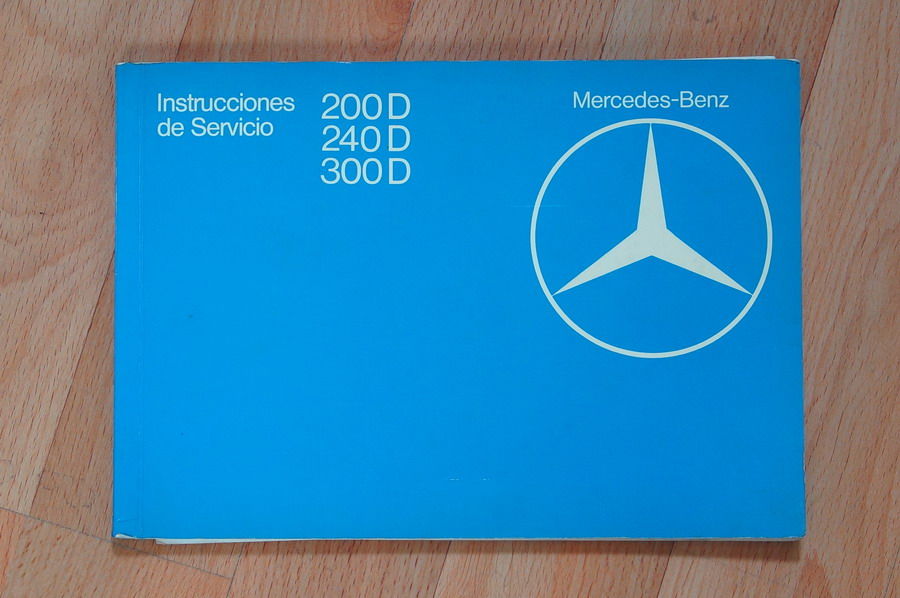 Instrucciones
de Servicio
200 D
240 D
300 D
Mercedes-Benz